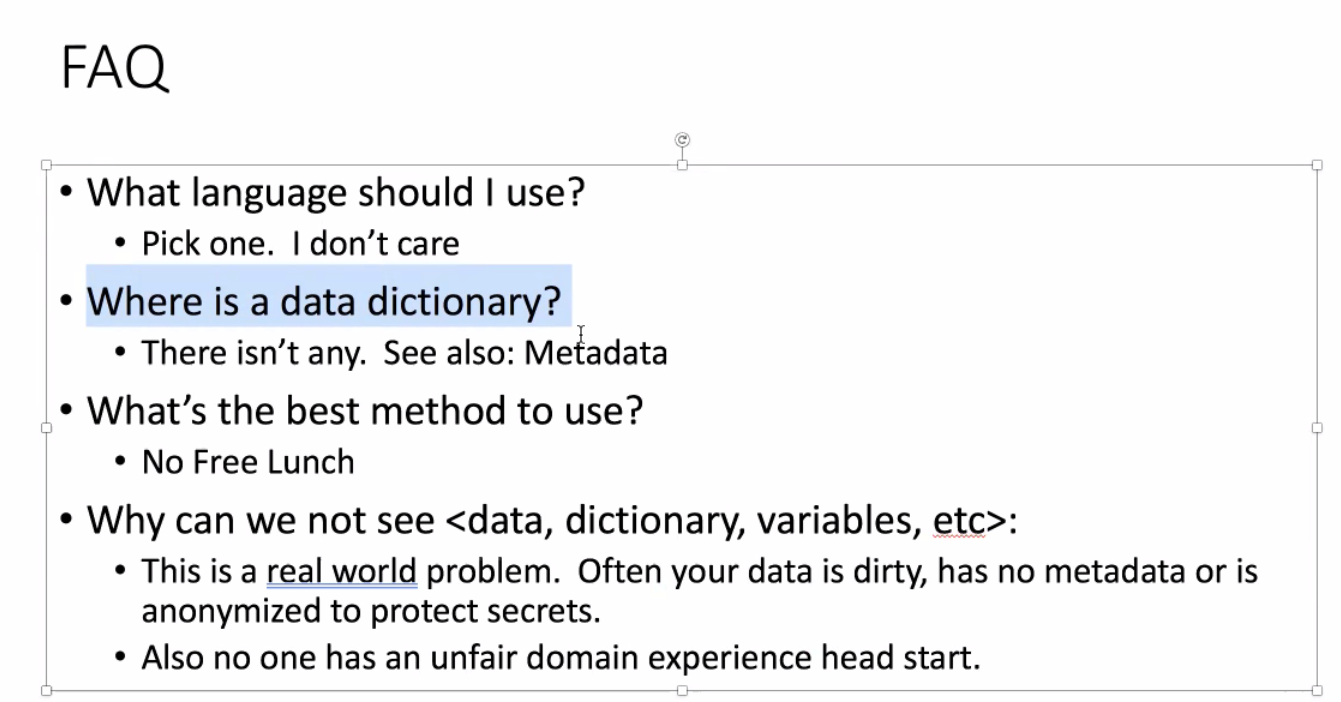 FAQ
• What language should I use?
• Pick one.  I don’t care
• Where is a data dictionary?
• There isn’t any.  See also: Metadata
• What’s the best method to use?
• No Free Lunch
• Why can we not see <data, dictionary, variables, etc>:
• This is a real world problem.  Often your data is dirty, has no metadata or is
anonymized to protect secrets.
• Also no one has an unfair domain experience head start.